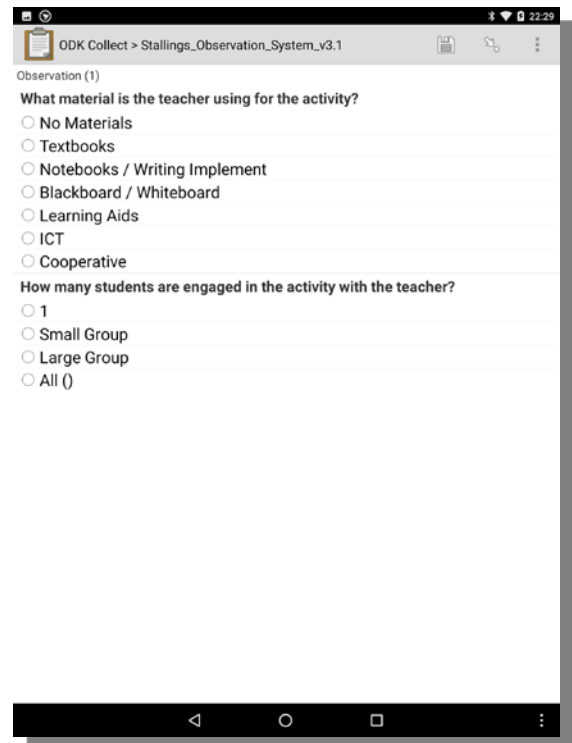 22:29
ODK Collect > Stallings_Observation_System_v3.1
Observation (1)
What material is the teacher using for the activity?
No Materials
Textbooks
Notebooks / Writing Implement
Blackboard / Whiteboard
Learning Aids
ICT
Cooperative
How many students are engaged in the activity with the teacher?
1
Small Group
Large Group
All ()